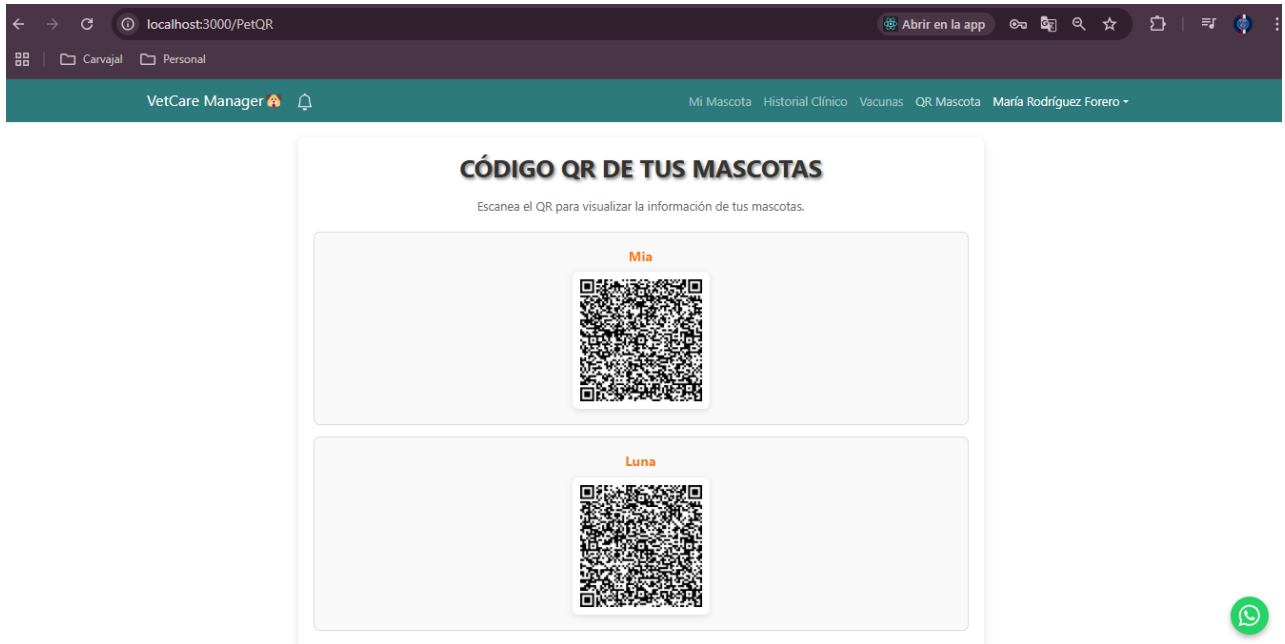 localhost:3000/PetQR
Abrir en la app
Carvajal
Personal
VetCare Manager
Mi Mascota Historial Clínico Vacunas QR Mascota María Rodríguez Forero
CÓDIGO QR DE TUS MASCOTAS
Escanea el QR para visualizar la información de tus mascotas.
Mia
Luna